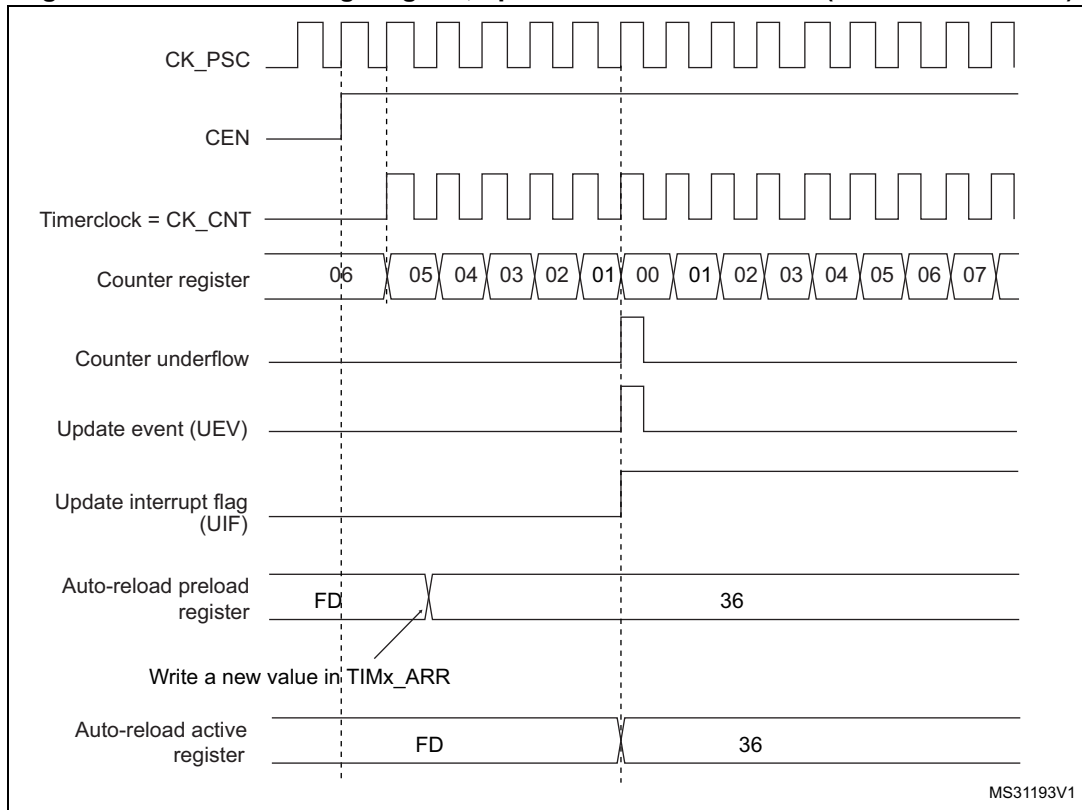 CK_PSC
CEN
Timerclock = CK_CNT
Counter register 06 05 04 03 02 01 00 01 02 03 04 05 06 07
Counter underflow
Update event (UEV)
Update interrupt flag
(UIF)
Auto-reload preload
register
FD 36
Write a new value in TIMx_ARR
Auto-reload active
register
FD 36
MS31193V1